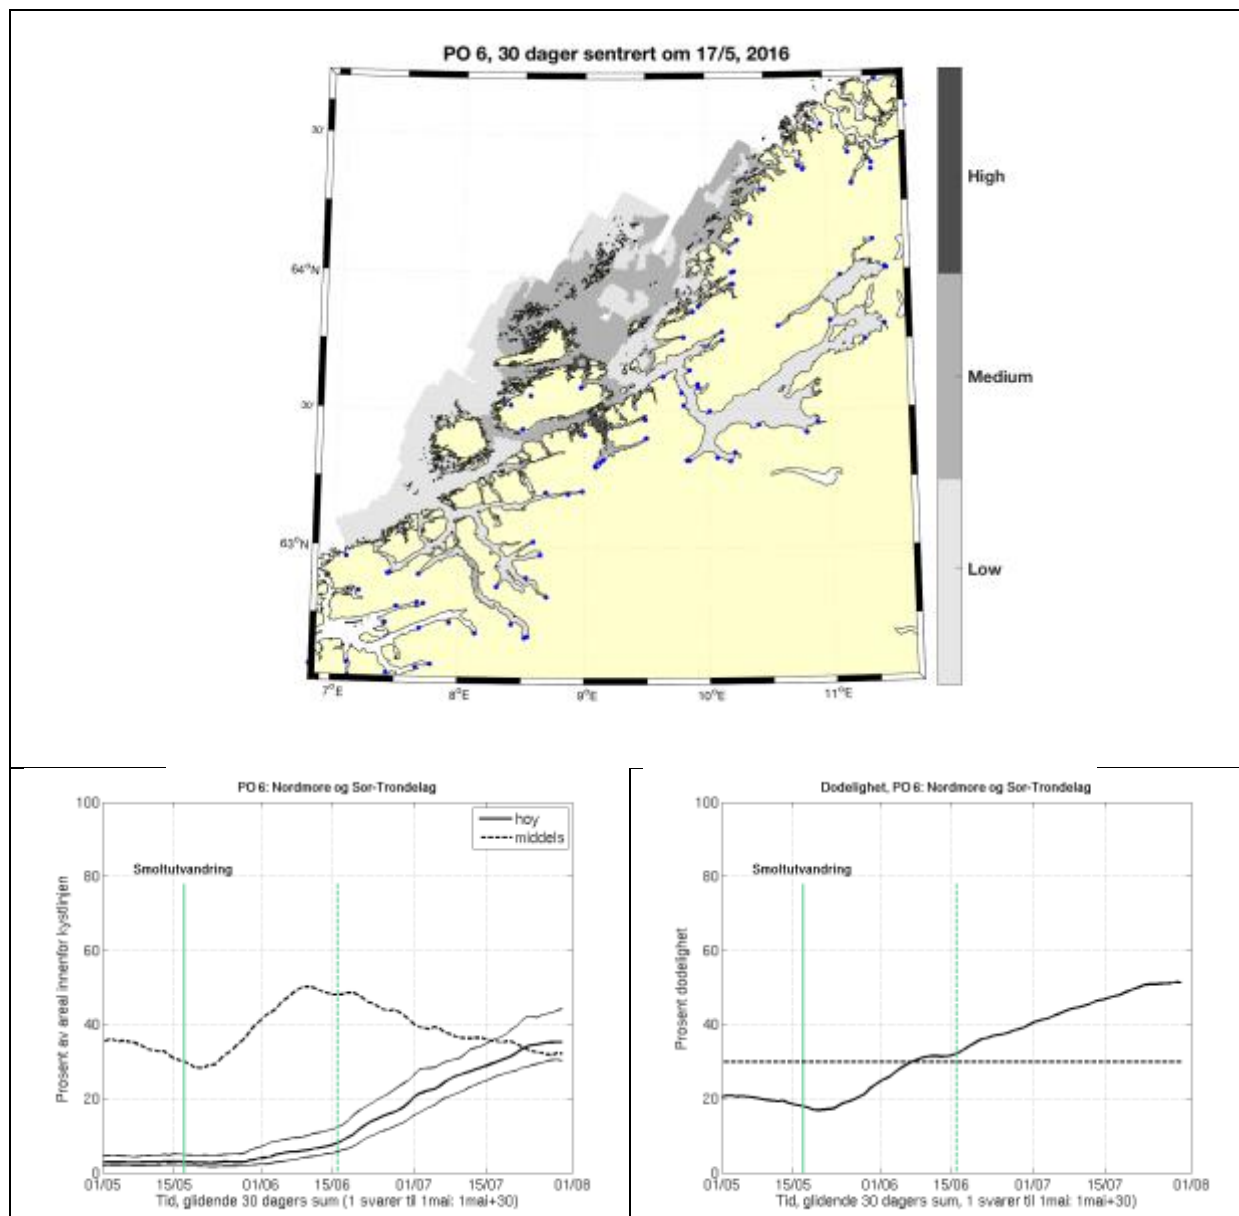 PO 6, 30 dager sentrert om 17/5, 2016
30'
64°N
30'
63°N
7°E
8°E
9°E
10°E
11°E
High
Medium
Low
PO 6: Nordmore og Sor-Trondelag
Prosent av areal innenfor kystlinjen
100
80
60
40
20
0
hoy
middels
Smoltutvandring
01/05
15/05
01/06
15/06
01/07
15/07
01/08
Tid, glidende 30 dagers sum (1 svarer til 1mai: 1mai+30)
Dodelighet, PO 6: Nordmore og Sor-Trondelag
Prosent dodelighet
100
80
60
40
20
0
Smoltutvandring
01/05
15/05
01/06
15/06
01/07
15/07
01/08
Tid, glidende 30 dagers sum, 1 svarer til 1mai: 1mai+30)